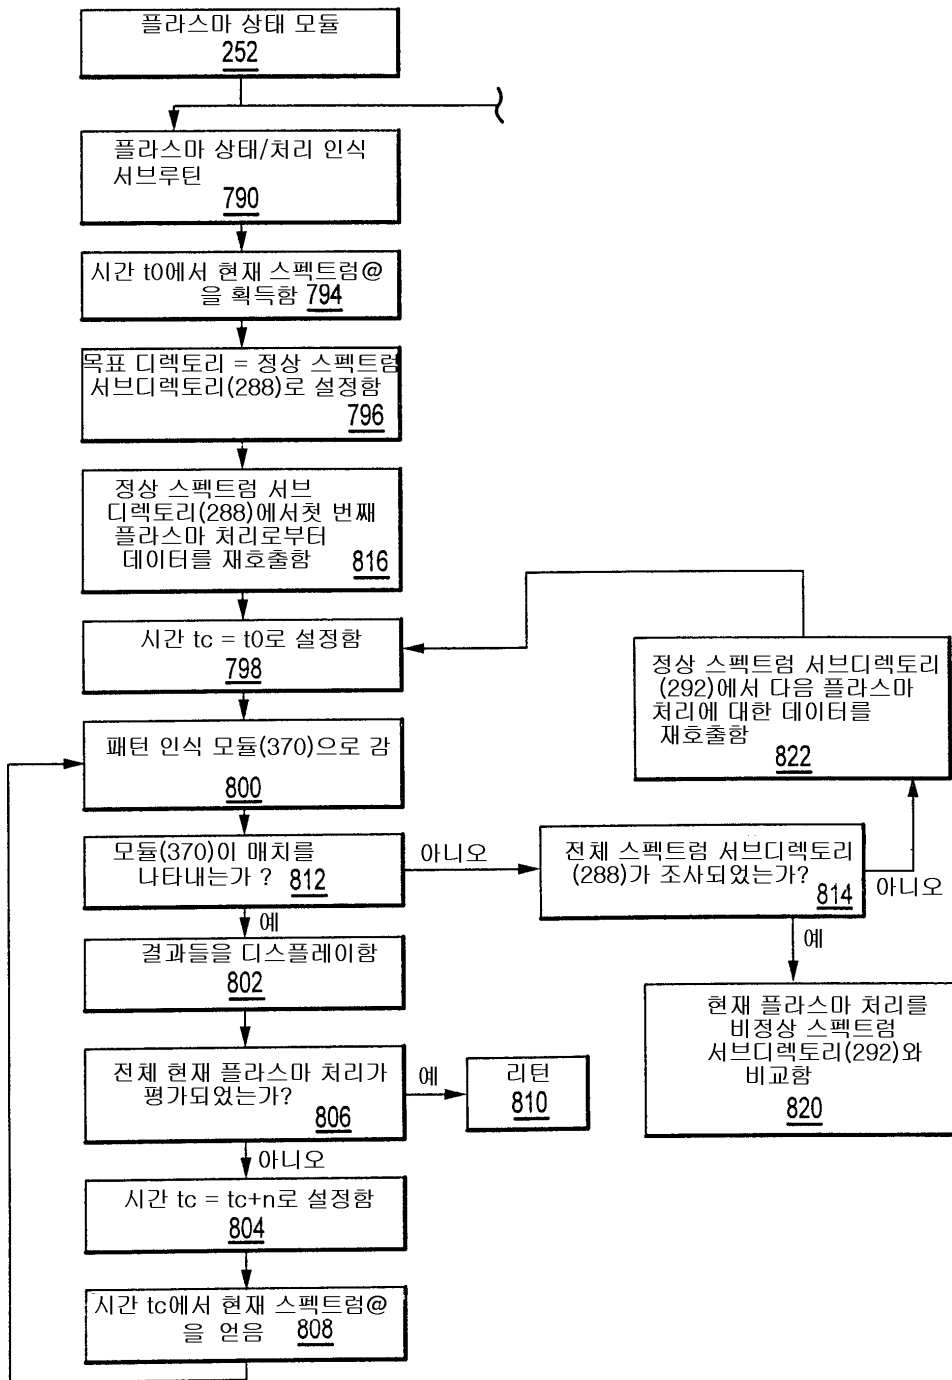 플라스마 상태 모듈
252
플라스마 상태/처리 인식
서브루틴
790
시간 t0에서 현재 스펙트럼@
을 획득함 794
목표 디렉토리 = 정상 스펙트럼
서브디렉토리(288)로 설정함
796
정상 스펙트럼 서브
디렉토리(288)에서첫 번째
플라스마 처리로부터
데이터를 재호출함 816
시간 tc = t0로 설정함
798
패턴 인식 모듈(370)으로 감
800
모듈(370)이 매치를
나타내는가 ? 812
아니오
예
전체 스펙트럼 서브디렉토리
(288)가 조사되었는가?
814
아니오
예
정상 스펙트럼 서브디렉토리
(292)에서 다음 플라스마
처리에 대한 데이터를
재호출함 822
현재 플라스마 처리를
비정상 스펙트럼
서브디렉토리(292)와
비교함
820
결과들을 디스플레이함
802
전체 현재 플라스마 처리가
평가되었는가?
806
예
리턴
810
아니오
시간 tc = tc+n로 설정함
804
시간 tc에서 현재 스펙트럼@
을 얻음 808